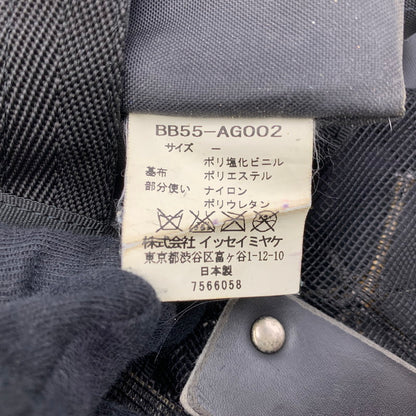 BB55-AG002
サイズ ー
ポリ塩化ビニル
基布 ポリエステル
部分使い ナイロン
ポリウレタン
株式会社 イッセイミヤケ
東京都渋谷区富ヶ谷1-12-10
日本製
7566058